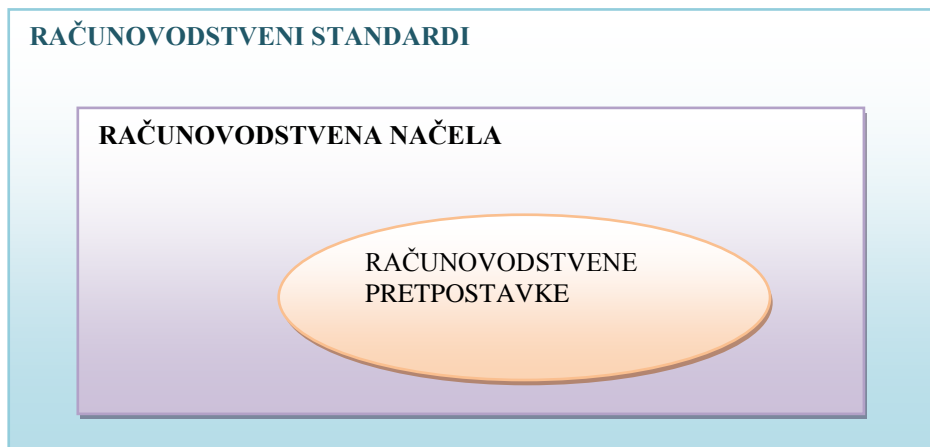 RAČUNOVODSTVENI STANDARDI
RAČUNOVODSTVENA NAČELA
RAČUNOVODSTVENE
PRETPOSTAVKE